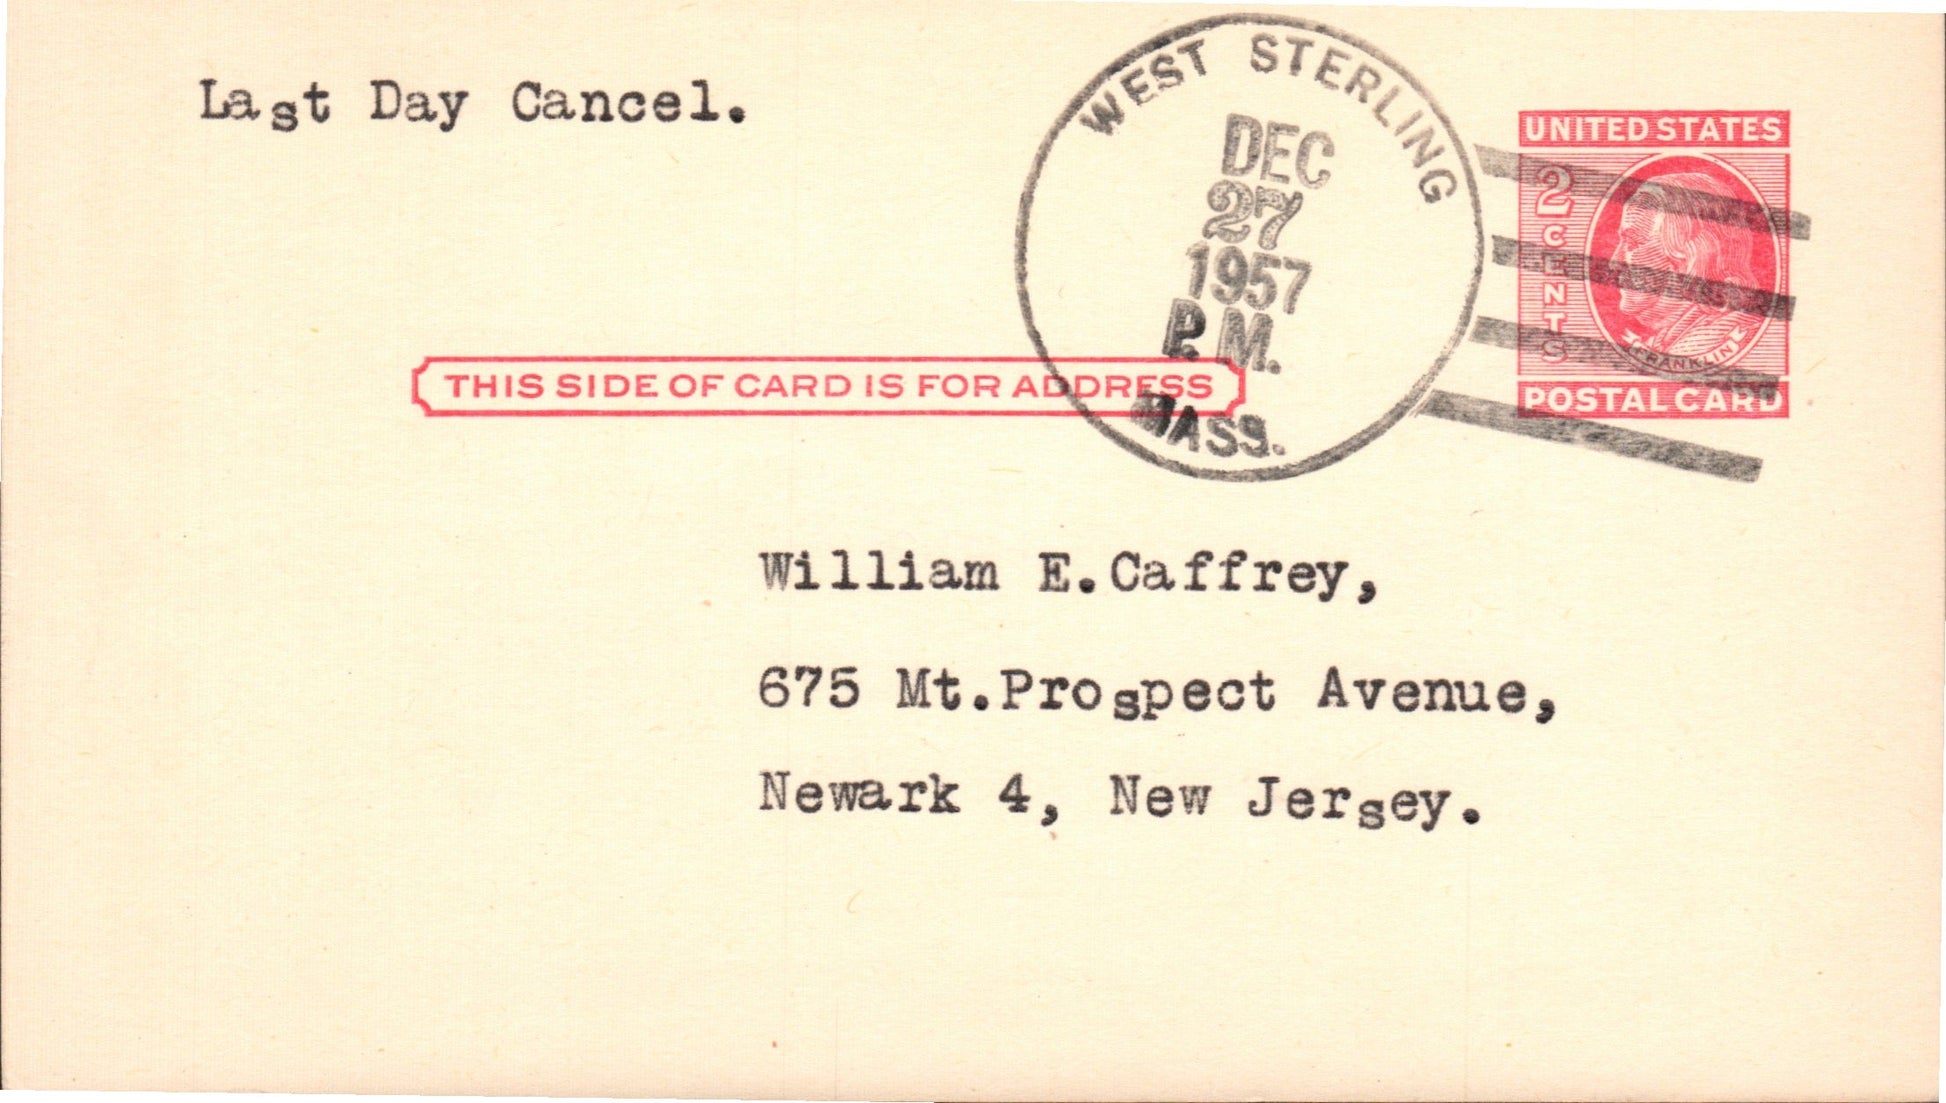 Last Day Cancel.
WEST STERLING
DEC
27
1957
P.M.
MASS.
UNITED STATES
2 CENTS
FRANKLIN
POSTAL CARD
THIS SIDE OF CARD IS FOR ADDRESS
William E.Caffrey,
675 Mt.Prospect Avenue,
Newark 4, New Jersey.